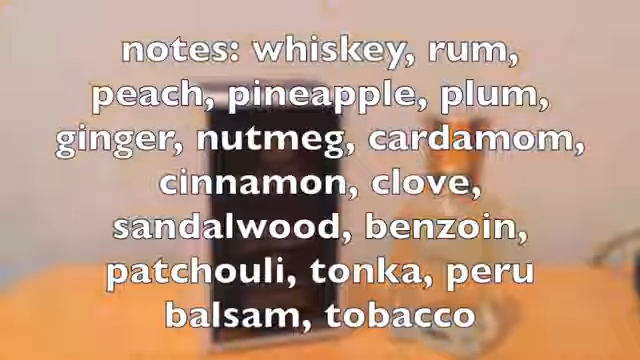 notes: whiskey, rum,
peach, pineapple, plum,
ginger, nutmeg, cardamom,
cinnamon, clove,
sandalwood, benzoin,
patchouli, tonka, peru
balsam, tobacco